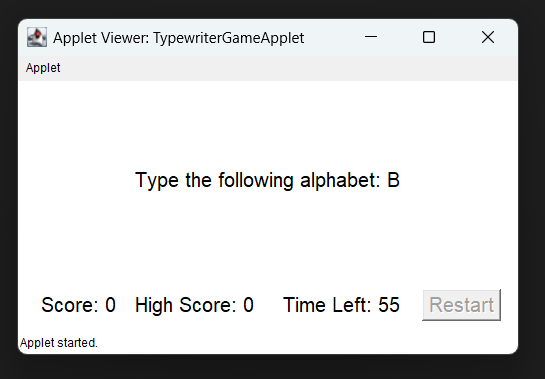 Applet Viewer: TypewriterGameApplet
Applet
Type the following alphabet: B
Score: 0 High Score: 0 Time Left: 55 Restart
Applet started.